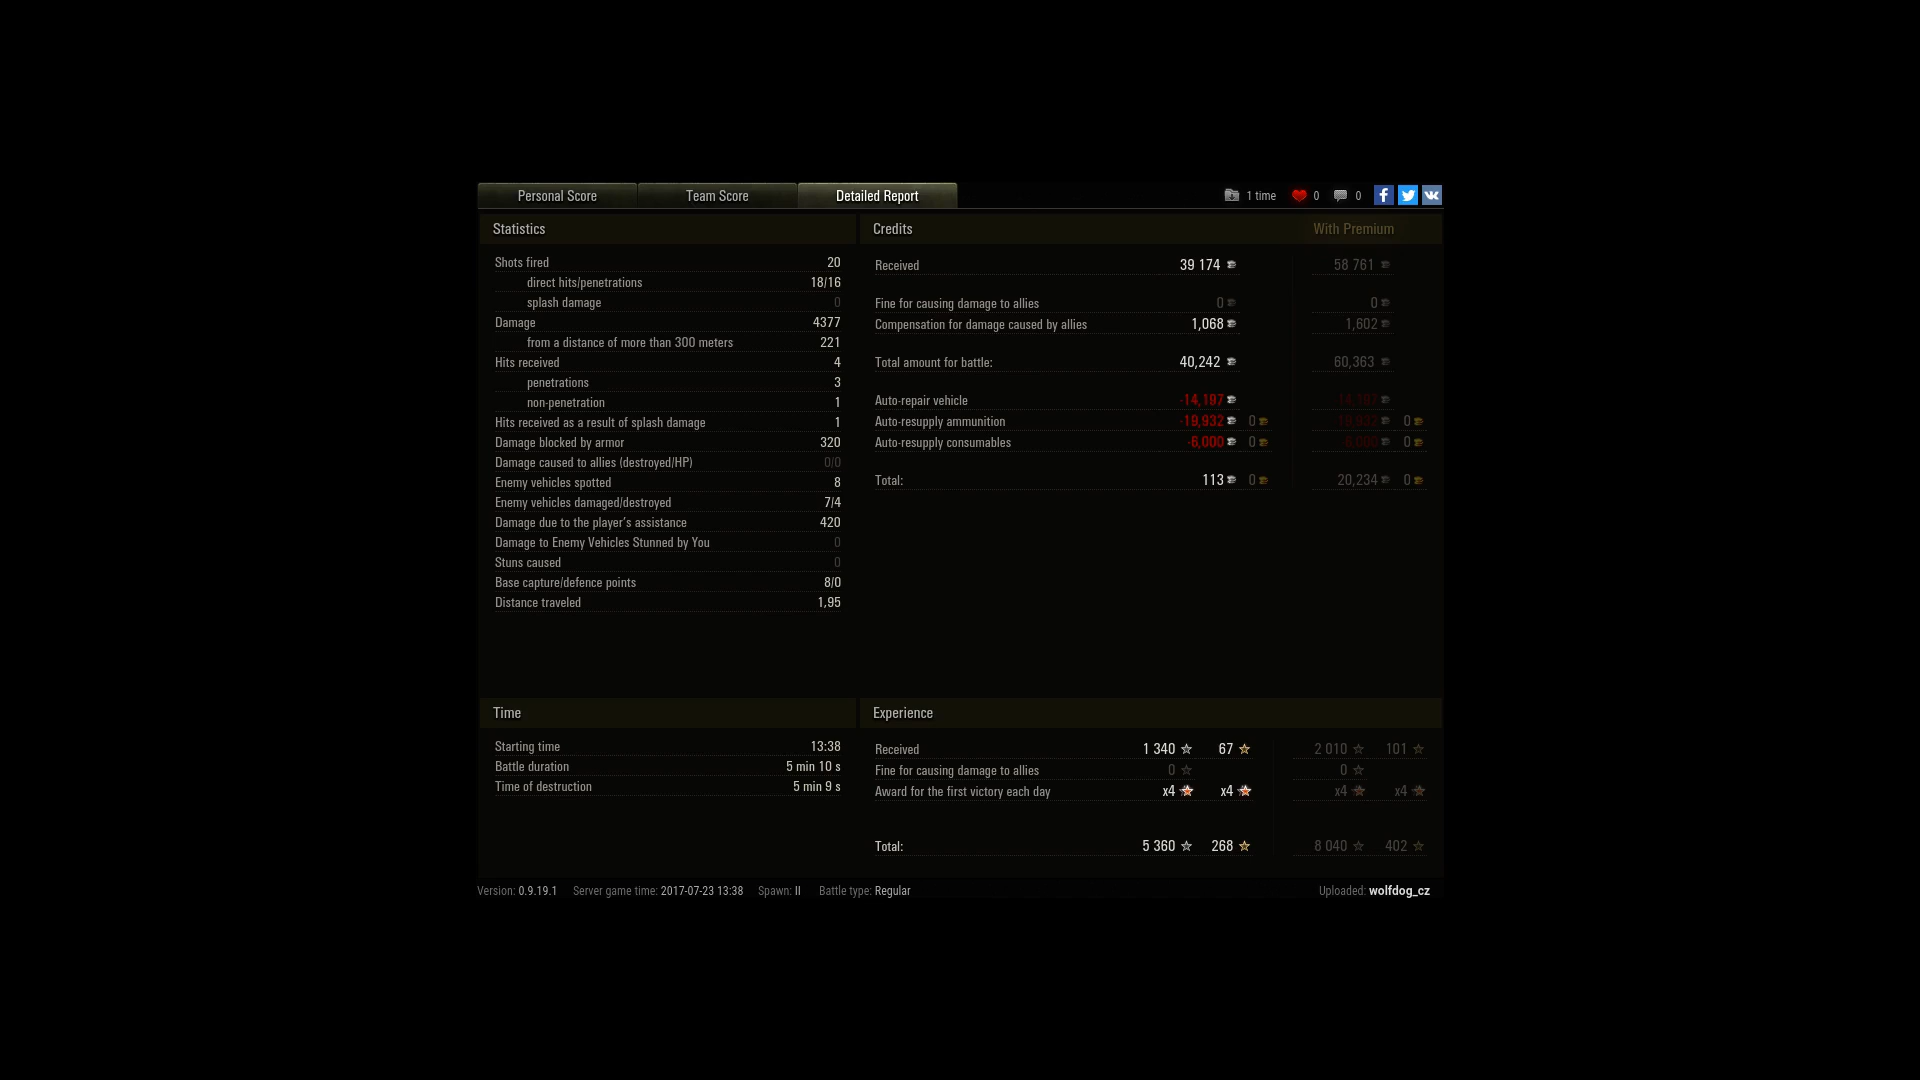 Personal Score Team Score Detailed Report 1 time 0 0
Statistics
Shots fired 20
direct hits/penetrations 18/16
splash damage 0
Damage 4377
from a distance of more than 300 meters 221
Hits received 4
penetrations 3
non-penetration 1
Hits received as a result of splash damage 1
Damage blocked by armor 320
Damage caused to allies (destroyed/HP) 0/0
Enemy vehicles spotted 8
Enemy vehicles damaged/destroyed 7/4
Damage due to the player's assistance 420
Damage to Enemy Vehicles Stunned by You 0
Stuns caused 0
Base capture/defence points 8/0
Distance traveled 1,95
Credits With Premium
Received 39 174 58 761
Fine for causing damage to allies 0 0
Compensation for damage caused by allies 1,068 1,602
Total amount for battle: 40,242 60,363
Auto-repair vehicle -14,197 -14,197
Auto-resupply ammunition -19,932 0 -19,932 0
Auto-resupply consumables -6,000 0 -6,000 0
Total: 113 0 20,234 0
Time
Starting time 13:38
Battle duration 5 min 10 s
Time of destruction 5 min 9 s
Experience
Received 1 340 67 2 010 101
Fine for causing damage to allies 0 0
Award for the first victory each day x4 x4 x4 x4
Total: 5 360 268 8 040 402
Version: 0.9.19.1 Server game time: 2017-07-23 13:38 Spawn: II Battle type: Regular Uploaded: wolfdog_cz